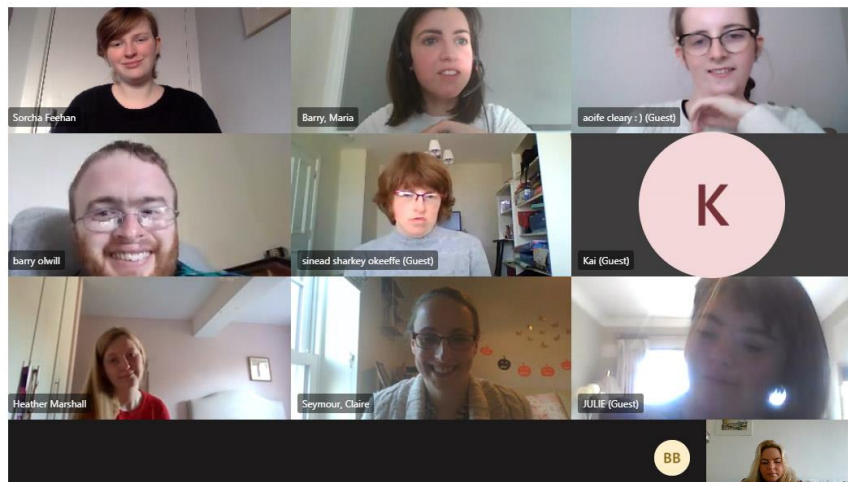 Sorcha Feehan
Barry, Maria
aoife cleary : ) (Guest)
barry olwill
sinead sharkey okeeffe (Guest)
K
Kai (Guest)
Heather Marshall
Seymour, Claire
JULIE (Guest)
BB